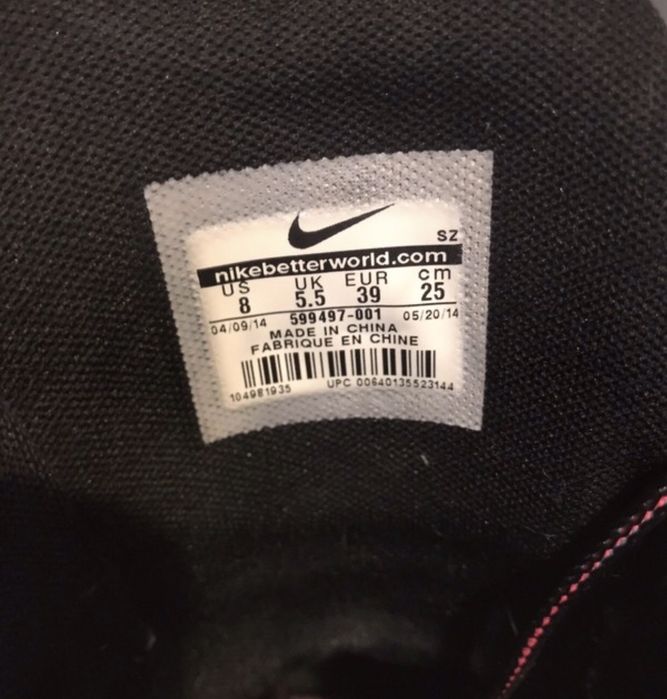 SZ
nikebetterworld.com
US UK EUR cm
8 5.5 39 25
04/09/14 599497-001 05/20/14
MADE IN CHINA
FABRIQUE EN CHINE
104981935 UPC 00640135523144